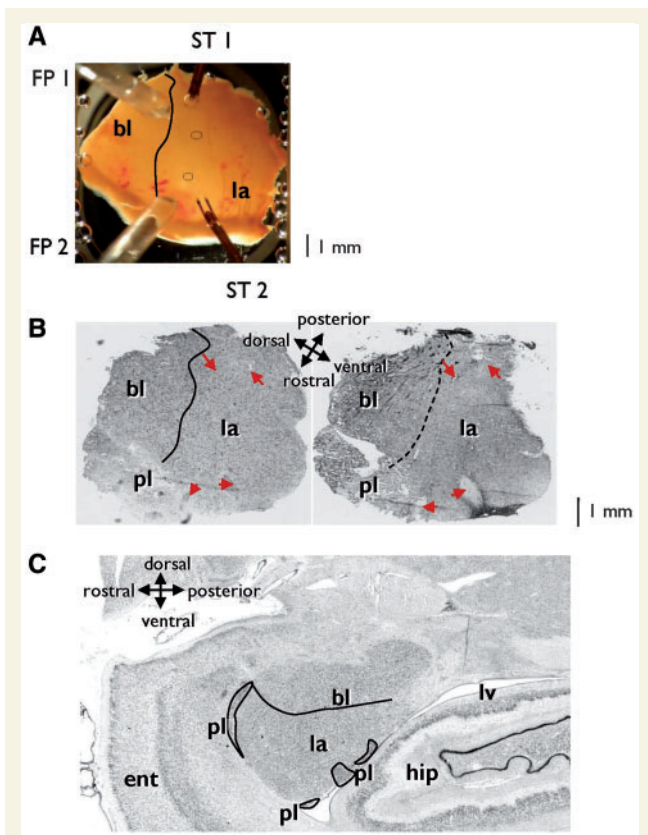 A
ST 1
FP 1
bl
la
FP 2
1 mm
ST 2
B
posterior
dorsal
ventral
rostral
bl
la
pl
bl
la
pl
1 mm
C
dorsal
rostral
posterior
ventral
bl
lv
pl
la
ent
pl
hip
pl